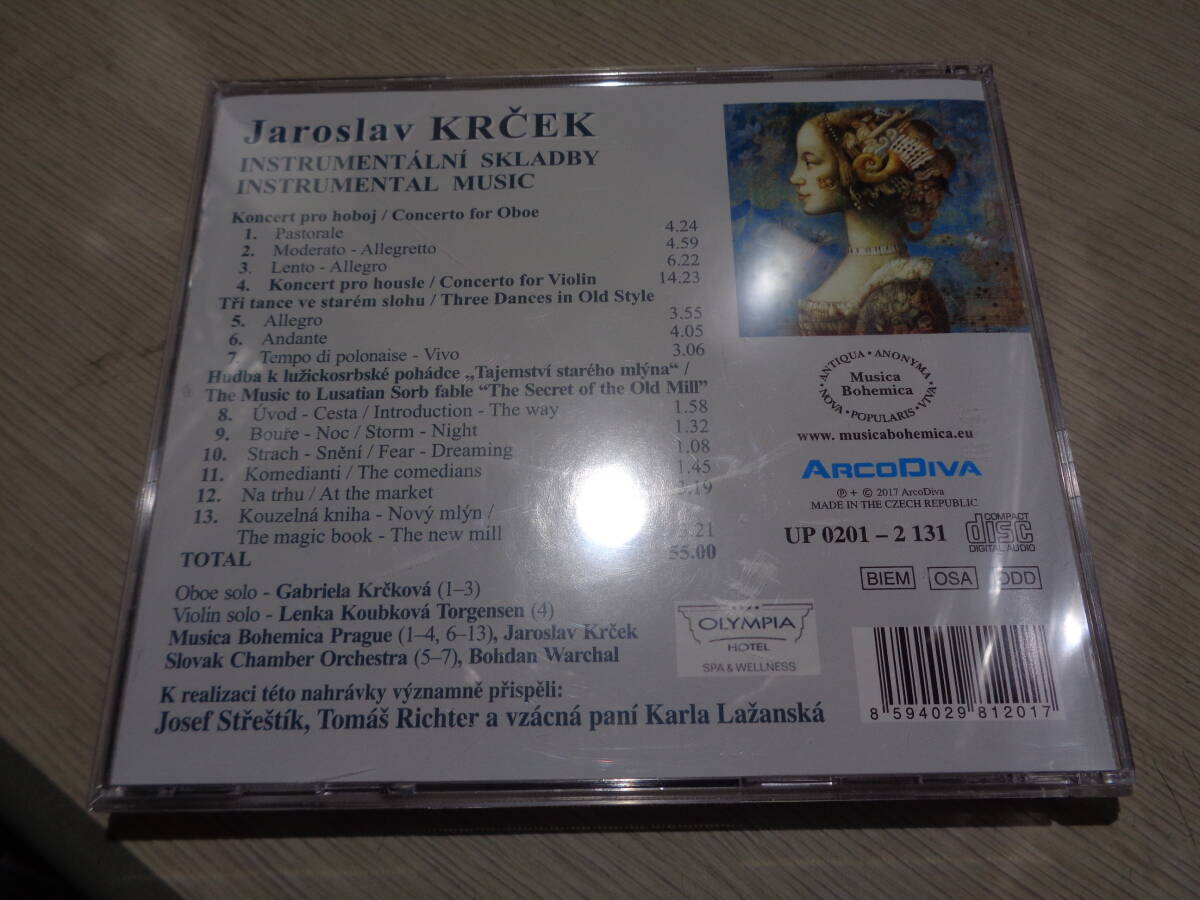 Jaroslav KRČEK
INSTRUMENTÁLNÍ SKLADBY
INSTRUMENTAL MUSIC
Koncert pro hoboj / Concerto for Oboe
1. Pastorale 4.24
2. Moderato - Allegretto 4.59
3. Lento - Allegro 6.22
4. Koncert pro housle / Concerto for Violin 14.23
Tři tance ve starém slohu / Three Dances in Old Style
5. Allegro 3.55
6. Andante 4.05
7. Tempo di polonaise - Vivo 3.06
Hudba k lužickosrbské pohádce „Tajemství starého mlýna“ /
The Music to Lusatian Sorb fable “The Secret of the Old Mill”
8. Úvod - Cesta / Introduction - The way 1.58
9. Bouře - Noc / Storm - Night 1.32
10. Strach - Snění / Fear - Dreaming 1.08
11. Komedianti / The comedians 1.45
12. Na trhu / At the market 3.19
13. Kouzelná kniha - Nový mlýn /
The magic book - The new mill 3.21
TOTAL 55.00
Oboe solo - Gabriela Krčková (1–3)
Violin solo - Lenka Koubková Torgensen (4)
Musica Bohemica Prague (1–4, 6–13), Jaroslav Krček
Slovak Chamber Orchestra (5–7), Bohdan Warchal
K realizaci této nahrávky významně přispěli:
Josef Střeštík, Tomáš Richter a vzácná paní Karla Lažanská
ANTIQUA • ANONYMA • VIVA • POPULARIS • NOVA •
Musica
Bohemica
www. musicabohemica.eu
ARCODIVA
℗ + © 2017 ArcoDiva
MADE IN THE CZECH REPUBLIC
UP 0201 – 2 131
COMPACT
disc
DIGITAL AUDIO
BIEM OSA DDD
OLYMPIA
HOTEL
SPA & WELLNESS
8 594029 812017